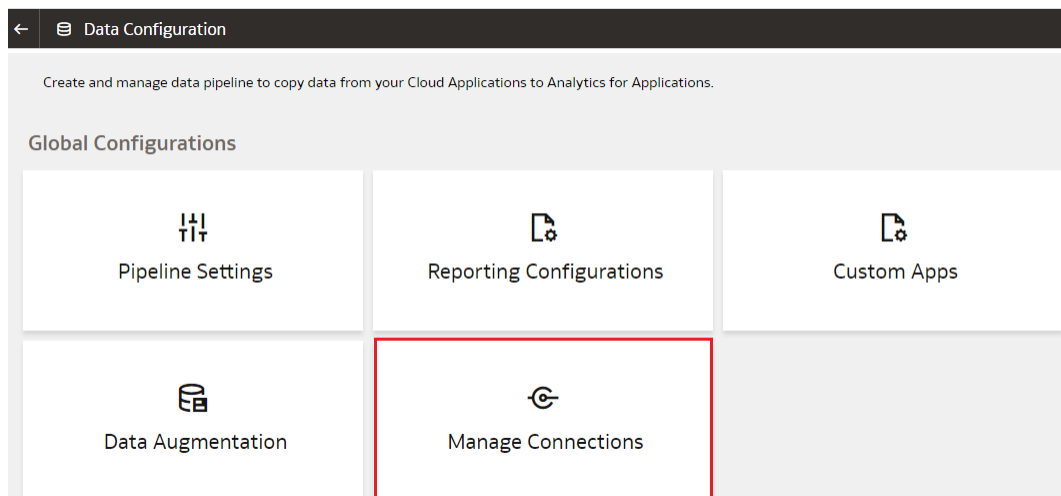 Data Configuration
Create and manage data pipeline to copy data from your Cloud Applications to Analytics for Applications.
Global Configurations
Pipeline Settings
Reporting Configurations
Custom Apps
Data Augmentation
Manage Connections